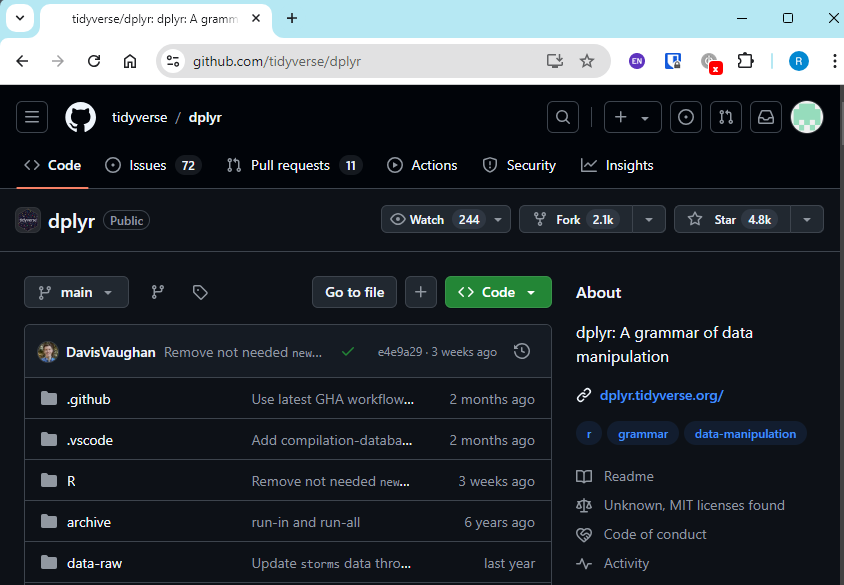 tidyverse/dplyr: dplyr: A gramm
github.com/tidyverse/dplyr
EN
x
R
tidyverse / dplyr
Code Issues 72 Pull requests 11 Actions Security Insights
dplyr Public Watch 244 Fork 2.1k Star 4.8k
main Go to file Code
DavisVaughan Remove not needed new... e4e9a29 · 3 weeks ago
.github Use latest GHA workflow... 2 months ago
.vscode Add compilation-databa... 2 months ago
R Remove not needed new... 3 weeks ago
archive run-in and run-all 6 years ago
data-raw Update storms data thro... last year
About
dplyr: A grammar of data
manipulation
dplyr.tidyverse.org/
r grammar data-manipulation
Readme
Unknown, MIT licenses found
Code of conduct
Activity